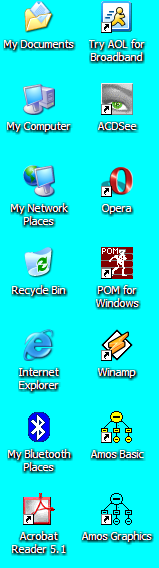 My Documents
Try AOL for
Broadband
My Computer
ACDSee
My Network
Places
Opera
Recycle Bin
POM
POM for
Windows
Internet
Explorer
Winamp
My Bluetooth
Places
Amos Basic
Acrobat
Reader 5.1
Amos Graphics